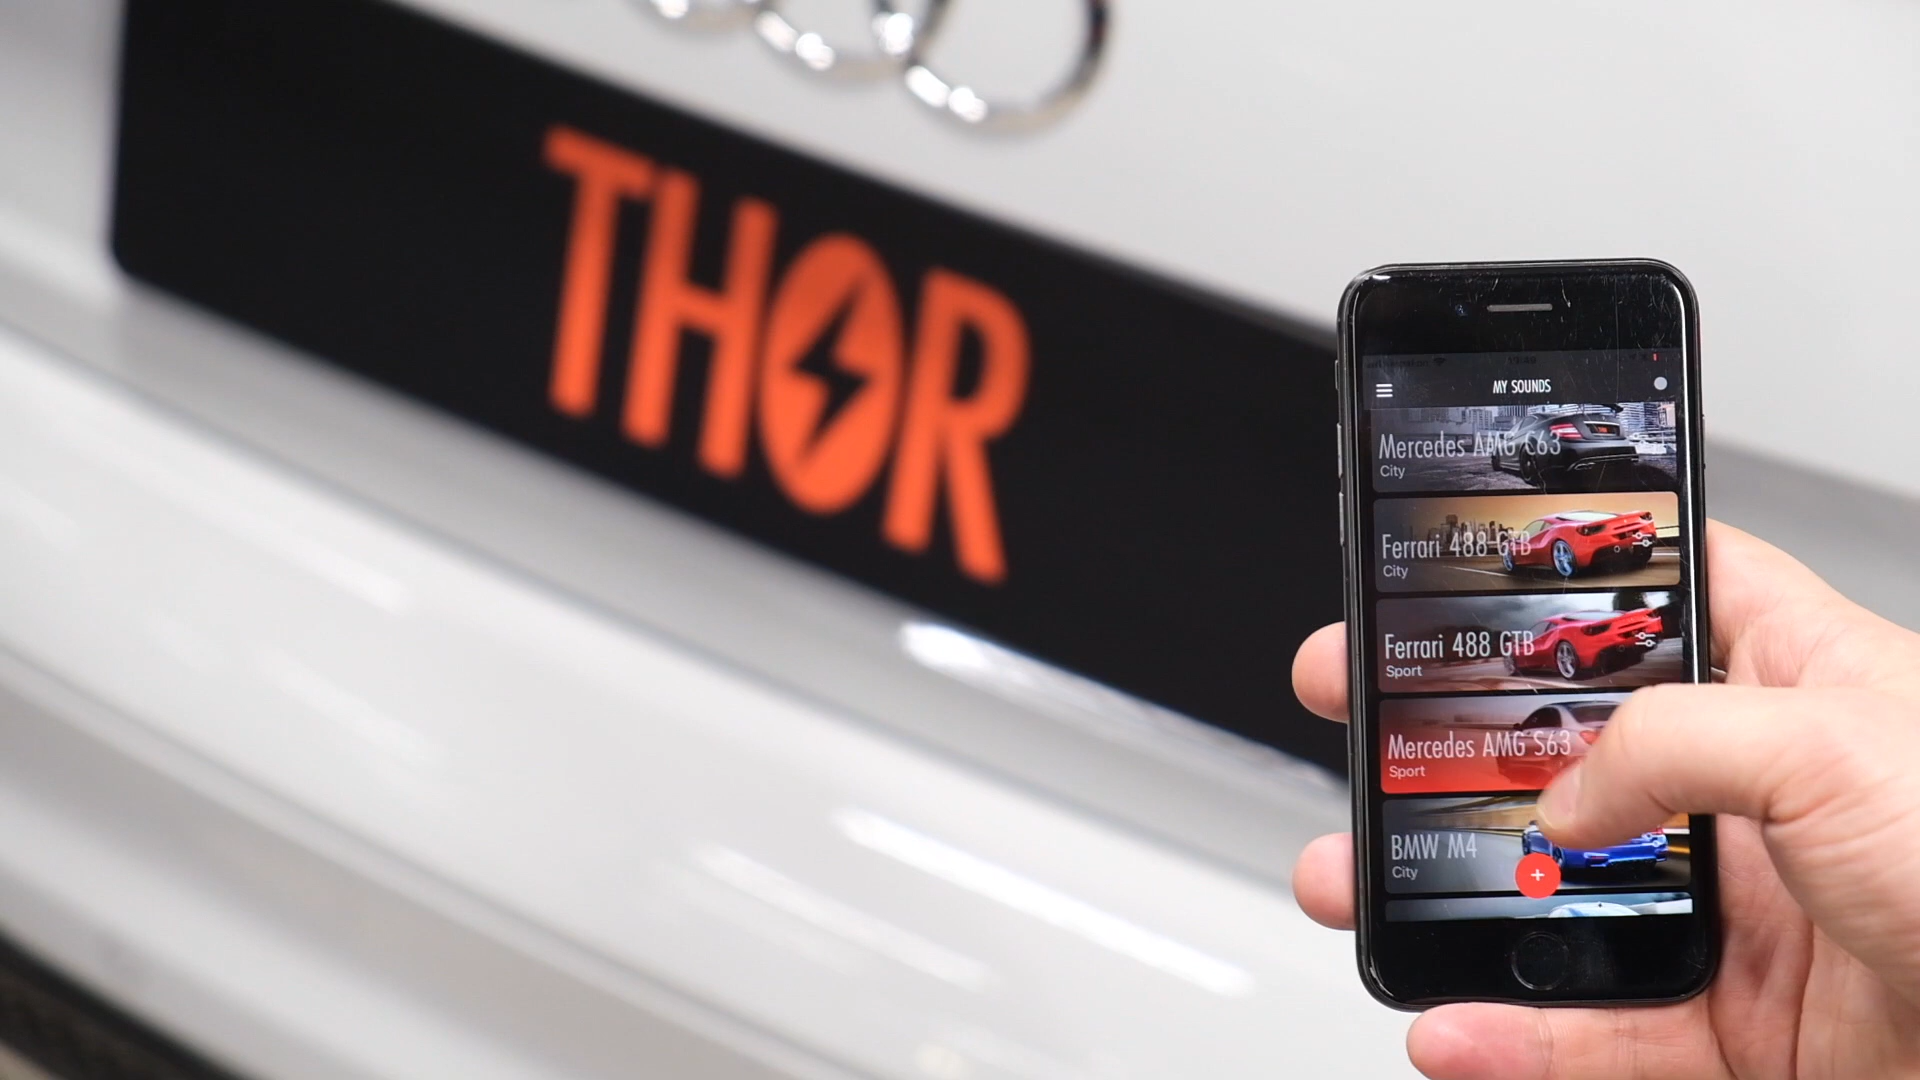 THOR
MY SOUNDS
Mercedes AMG C63
City
Ferrari 488 GTB
City
Ferrari 488 GTB
Sport
Mercedes AMG S63
Sport
BMW M4
City
+